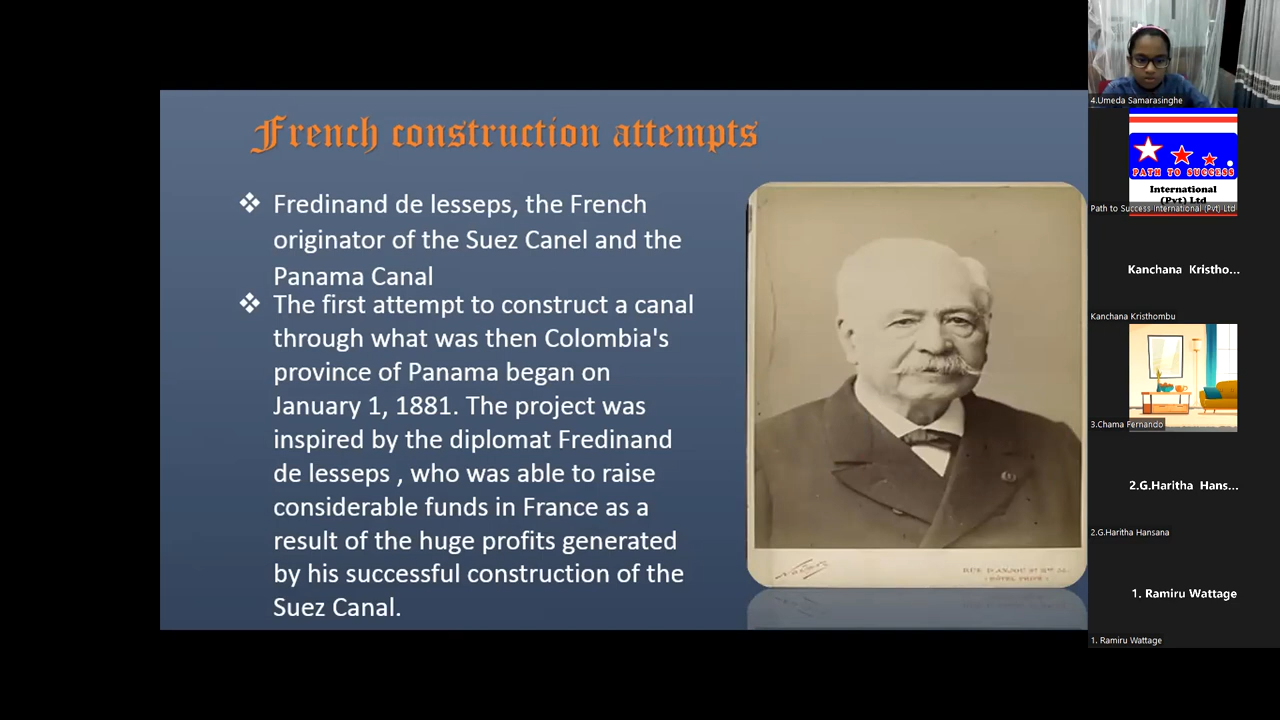 French construction attempts
Fredinand de lesseps, the French
originator of the Suez Canel and the
Panama Canal
The first attempt to construct a canal
through what was then Colombia's
province of Panama began on
January 1, 1881. The project was
inspired by the diplomat Fredinand
de lesseps , who was able to raise
considerable funds in France as a
result of the huge profits generated
by his successful construction of the
Suez Canal.
4.Umeda Samarasinghe
PATH TO SUCCESS
International
(Pvt) Ltd
Path to Success International (Pvt) Ltd
Kanchana Kristho...
Kanchana Kristhombu
3.Chama Fernando
2.G.Haritha Hans...
2.G.Haritha Hansana
1. Ramiru Wattage
1. Ramiru Wattage